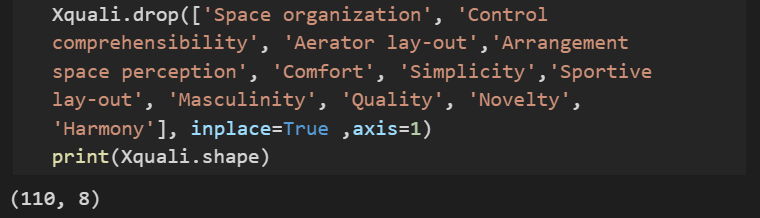 Xquali.drop(['Space organization', 'Control
comprehensibility', 'Aerator lay-out','Arrangement
space perception', 'Comfort', 'Simplicity','Sportive
lay-out', 'Masculinity', 'Quality', 'Novelty',
'Harmony'], inplace=True ,axis=1)
print(Xquali.shape)
(110, 8)